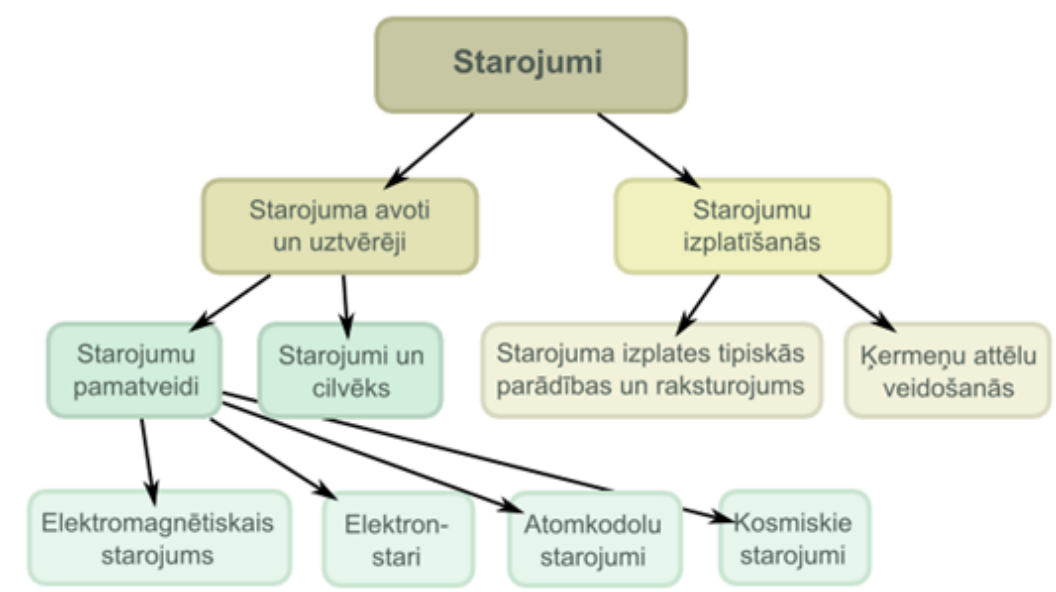 Starojumi
Starojuma avoti
un uztvērēji
Starojumu
izplatīšanās
Starojumu
pamatveidi
Starojumi un
cilvēks
Starojuma izplates tipiskās
parādības un raksturojums
Ķermeņu attēlu
veidošanās
Elektromagnētiskais
starojums
Elektron-
stari
Atomkodolu
starojumi
Kosmiskie
starojumi